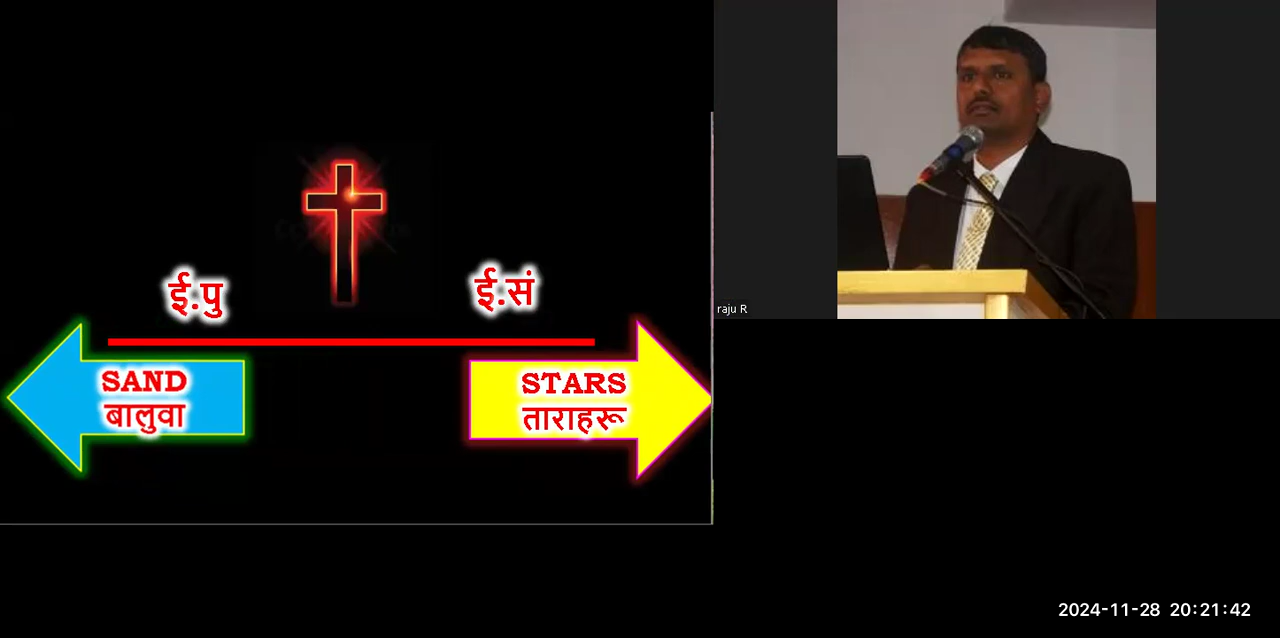 ई.पु
ई.सं
SAND
बालुवा
STARS
ताराहरू
raju R
2024-11-28 20:21:42